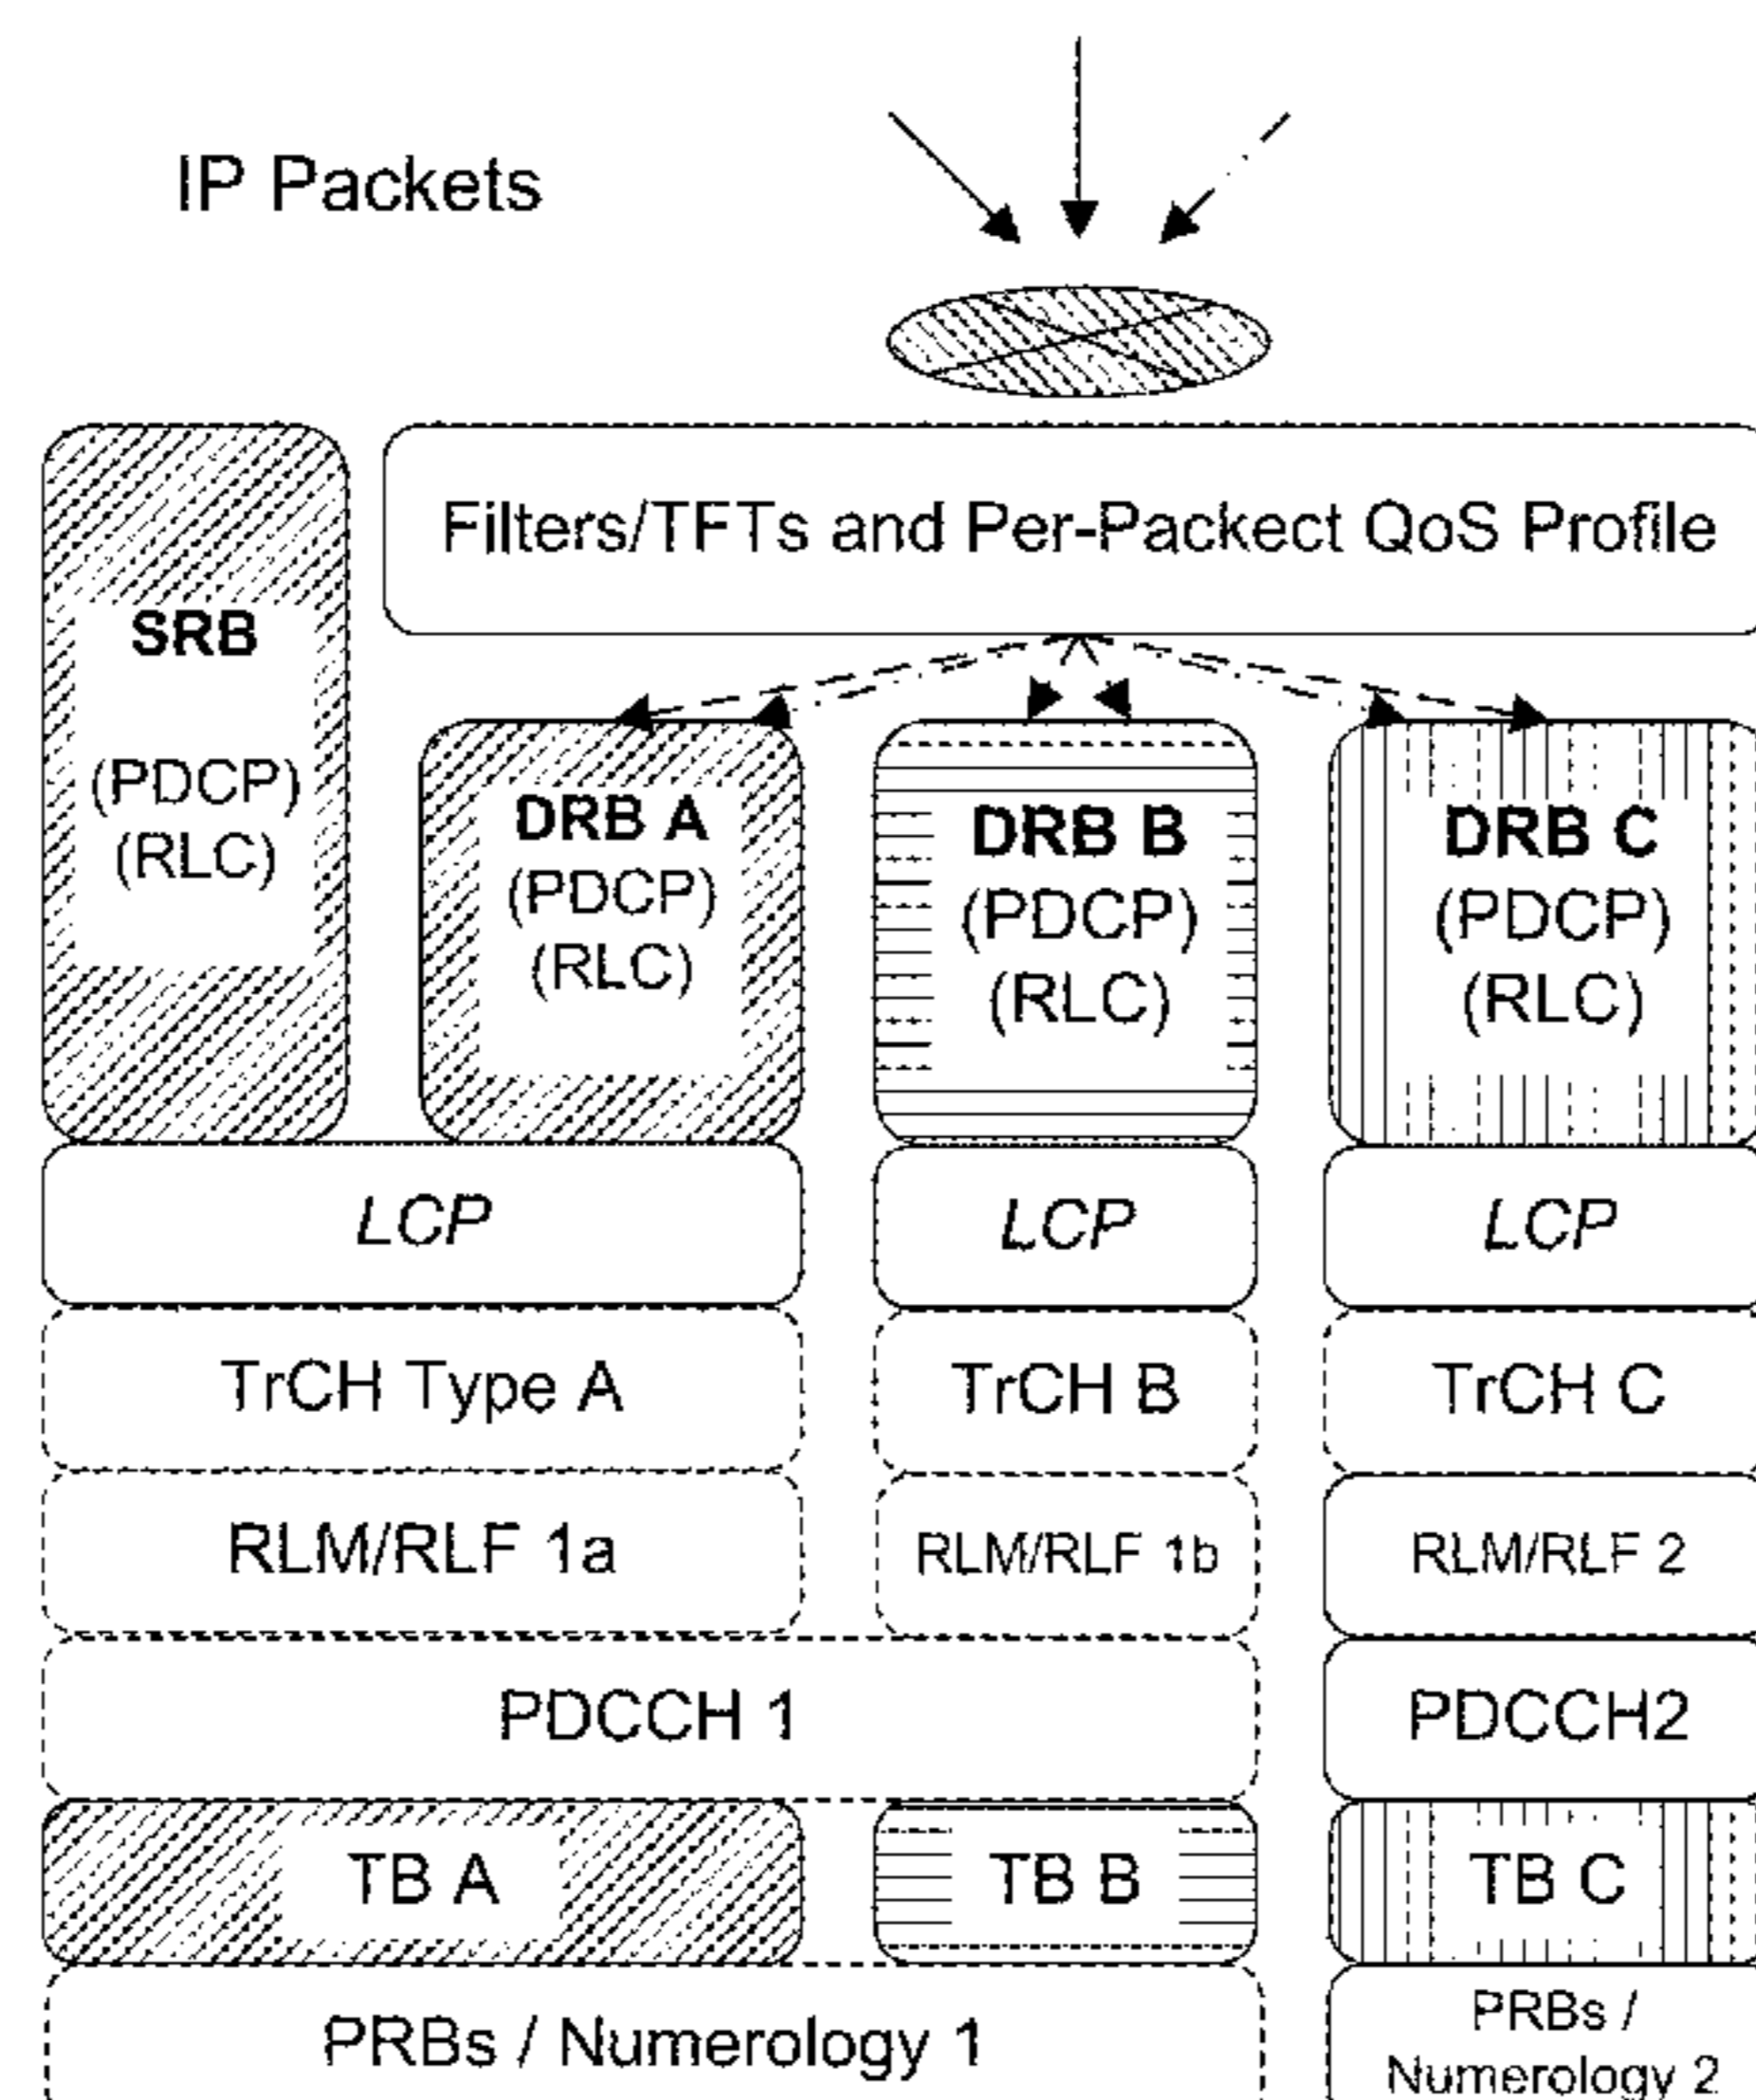 IP Packets
Filters/TFTs and Per-Packect QoS Profile
SRB
(PDCP)
(RLC)
DRB A
(PDCP)
(RLC)
DRB B
(PDCP)
(RLC)
DRB C
(PDCP)
(RLC)
LCP
LCP
LCP
TrCH Type A
TrCH B
TrCH C
RLM/RLF 1a
RLM/RLF 1b
RLM/RLF 2
PDCCH 1
PDCCH2
TB A
TB B
TB C
PRBs / Numerology 1
PRBs /
Numerology 2